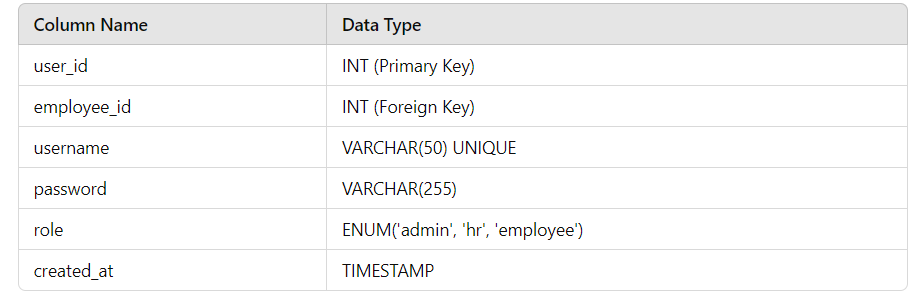 Column Name Data Type
user_id INT (Primary Key)
employee_id INT (Foreign Key)
username VARCHAR(50) UNIQUE
password VARCHAR(255)
role ENUM('admin', 'hr', 'employee')
created_at TIMESTAMP